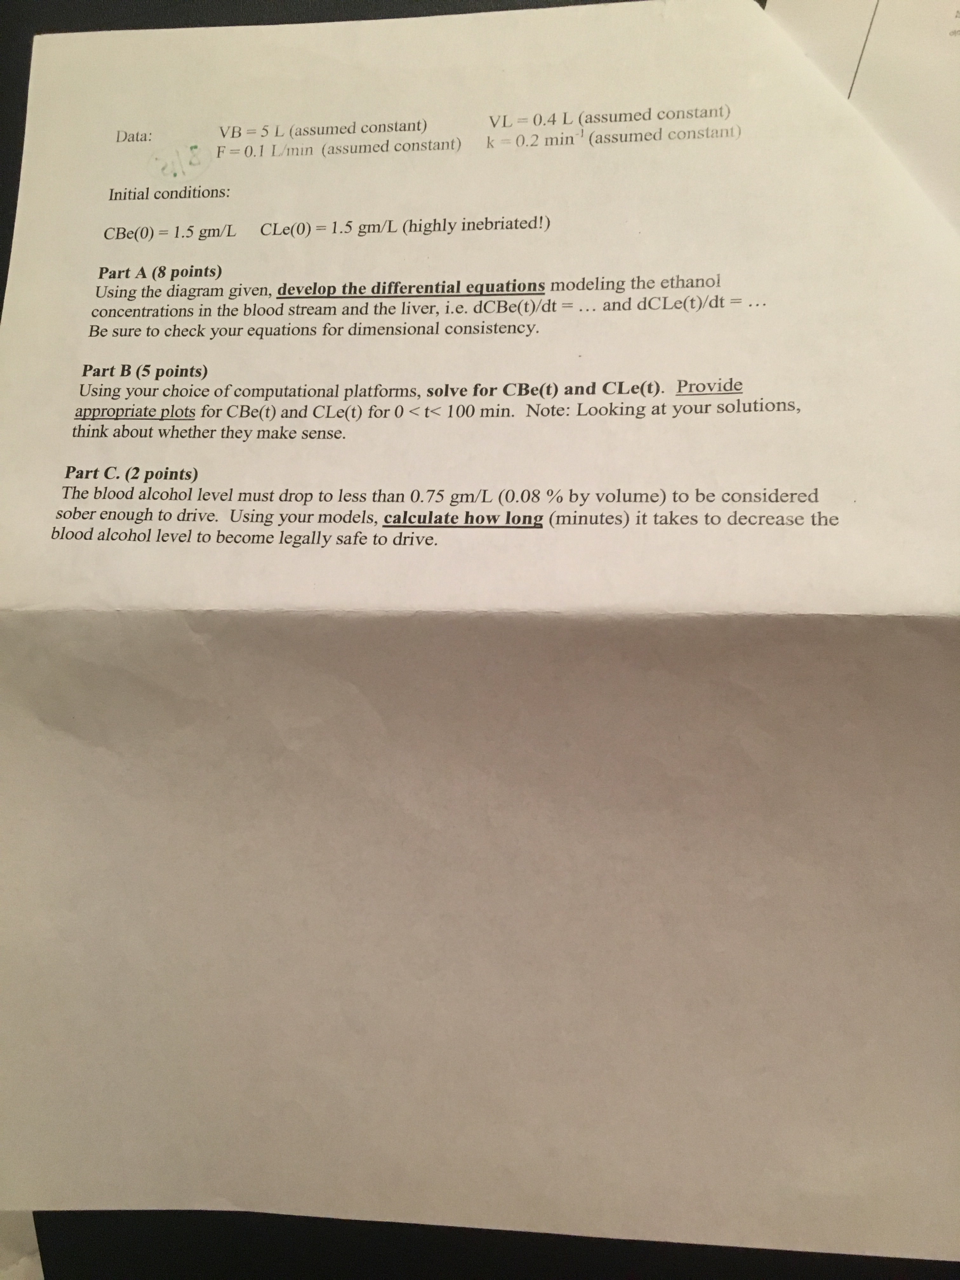 Data: VB = 5 L (assumed constant) VL = 0.4 L (assumed constant)
F = 0.1 L/min (assumed constant) k = 0.2 min⁻¹ (assumed constant)
Initial conditions:
CBe(0) = 1.5 gm/L CLe(0) = 1.5 gm/L (highly inebriated!)
Part A (8 points)
Using the diagram given, develop the differential equations modeling the ethanol
concentrations in the blood stream and the liver, i.e. dCBe(t)/dt = … and dCLe(t)/dt = …
Be sure to check your equations for dimensional consistency.
Part B (5 points)
Using your choice of computational platforms, solve for CBe(t) and CLe(t). Provide
appropriate plots for CBe(t) and CLe(t) for 0 < t< 100 min. Note: Looking at your solutions,
think about whether they make sense.
Part C. (2 points)
The blood alcohol level must drop to less than 0.75 gm/L (0.08 % by volume) to be considered
sober enough to drive. Using your models, calculate how long (minutes) it takes to decrease the
blood alcohol level to become legally safe to drive.